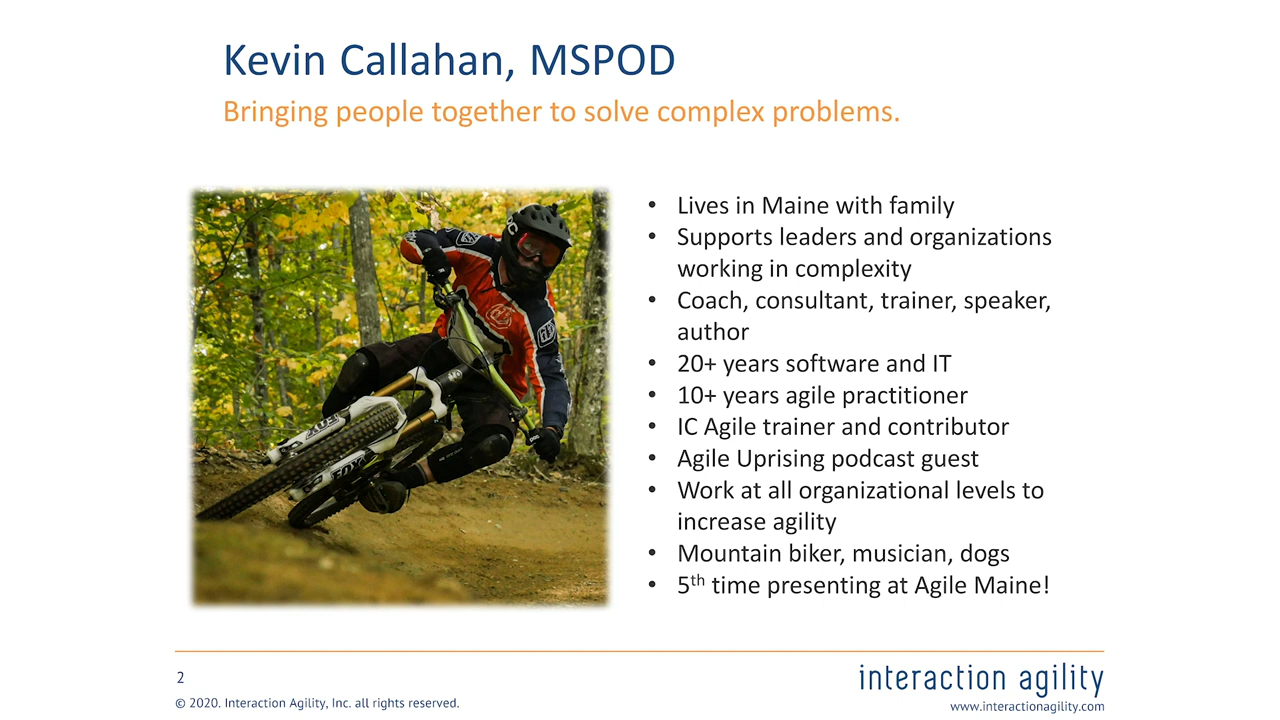 Kevin Callahan, MSPOD
Bringing people together to solve complex problems.
• Lives in Maine with family
• Supports leaders and organizations
working in complexity
• Coach, consultant, trainer, speaker,
author
• 20+ years software and IT
• 10+ years agile practitioner
• IC Agile trainer and contributor
• Agile Uprising podcast guest
• Work at all organizational levels to
increase agility
• Mountain biker, musician, dogs
• 5th time presenting at Agile Maine!
FOX
FOX
2
© 2020. Interaction Agility, Inc. all rights reserved.
interaction agility
www.interactionagility.com